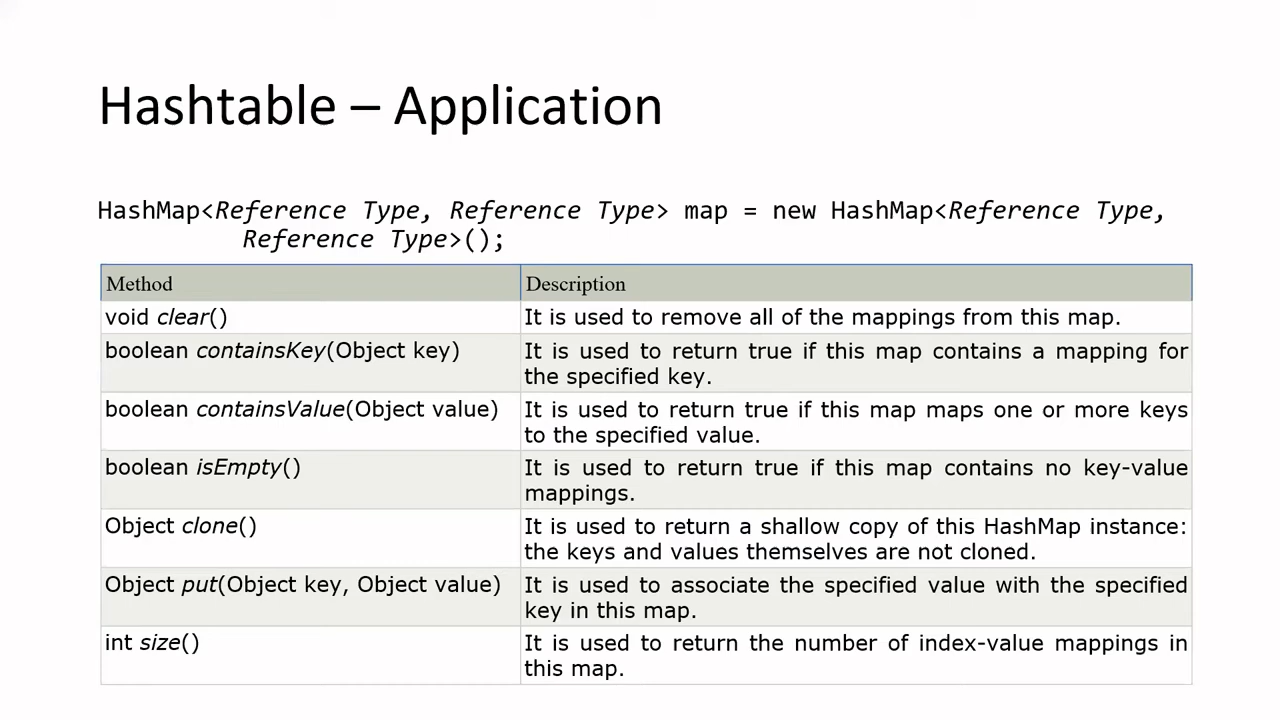 Hashtable – Application
HashMap<Reference Type, Reference Type> map = new HashMap<Reference Type,
Reference Type>();
Method
Description
void clear()
It is used to remove all of the mappings from this map.
boolean containsKey(Object key)
It is used to return true if this map contains a mapping for
the specified key.
boolean containsValue(Object value)
It is used to return true if this map maps one or more keys
to the specified value.
boolean isEmpty()
It is used to return true if this map contains no key-value
mappings.
Object clone()
It is used to return a shallow copy of this HashMap instance:
the keys and values themselves are not cloned.
Object put(Object key, Object value)
It is used to associate the specified value with the specified
key in this map.
int size()
It is used to return the number of index-value mappings in
this map.